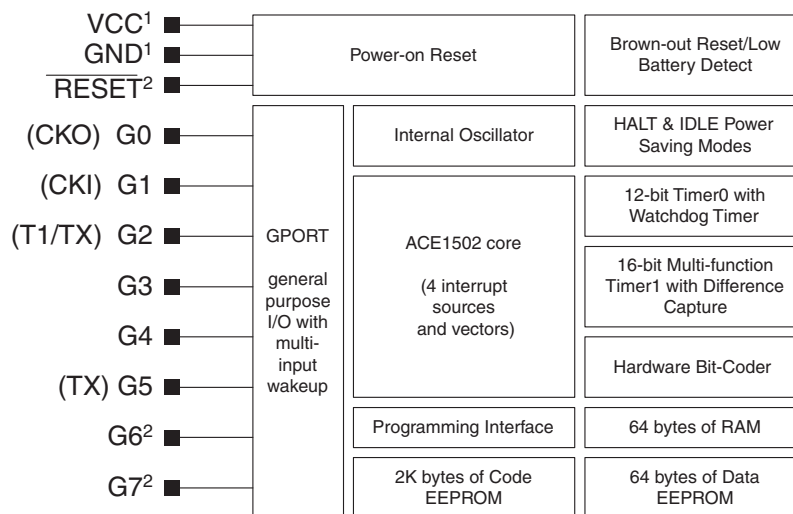 VCC¹
GND¹
RESET²
(CKO) G0
(CKI) G1
(T1/TX) G2
G3
G4
(TX) G5
G6²
G7²
Power-on Reset
Brown-out Reset/Low
Battery Detect
GPORT
general
purpose
I/O with
multi-
input
wakeup
Internal Oscillator
HALT & IDLE Power
Saving Modes
ACE1502 core
(4 interrupt
sources
and vectors)
12-bit Timer0 with
Watchdog Timer
16-bit Multi-function
Timer1 with Difference
Capture
Hardware Bit-Coder
Programming Interface
64 bytes of RAM
2K bytes of Code
EEPROM
64 bytes of Data
EEPROM